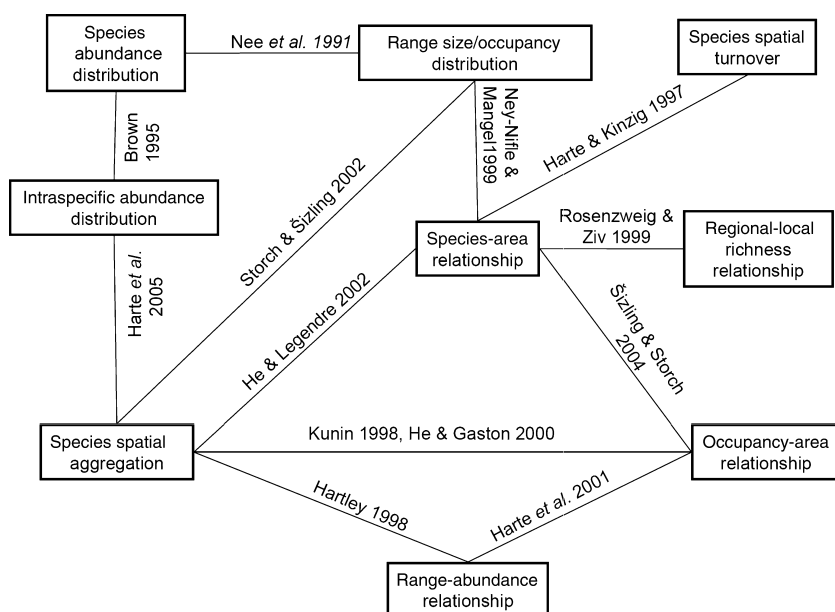 Species
abundance
distribution
Nee et al. 1991
Range size/occupancy
distribution
Species spatial
turnover
Brown
1995
Ney-Nifle &
Mangel1999
Harte & Kinzig 1997
Intraspecific abundance
distribution
Storch & Šizling 2002
Species-area
relationship
Rosenzweig &
Ziv 1999
Regional-local
richness
relationship
Harte et al.
2005
He & Legendre 2002
Šizling & Storch
2004
Species spatial
aggregation
Kunin 1998, He & Gaston 2000
Occupancy-area
relationship
Hartley 1998
Harte et al. 2001
Range-abundance
relationship